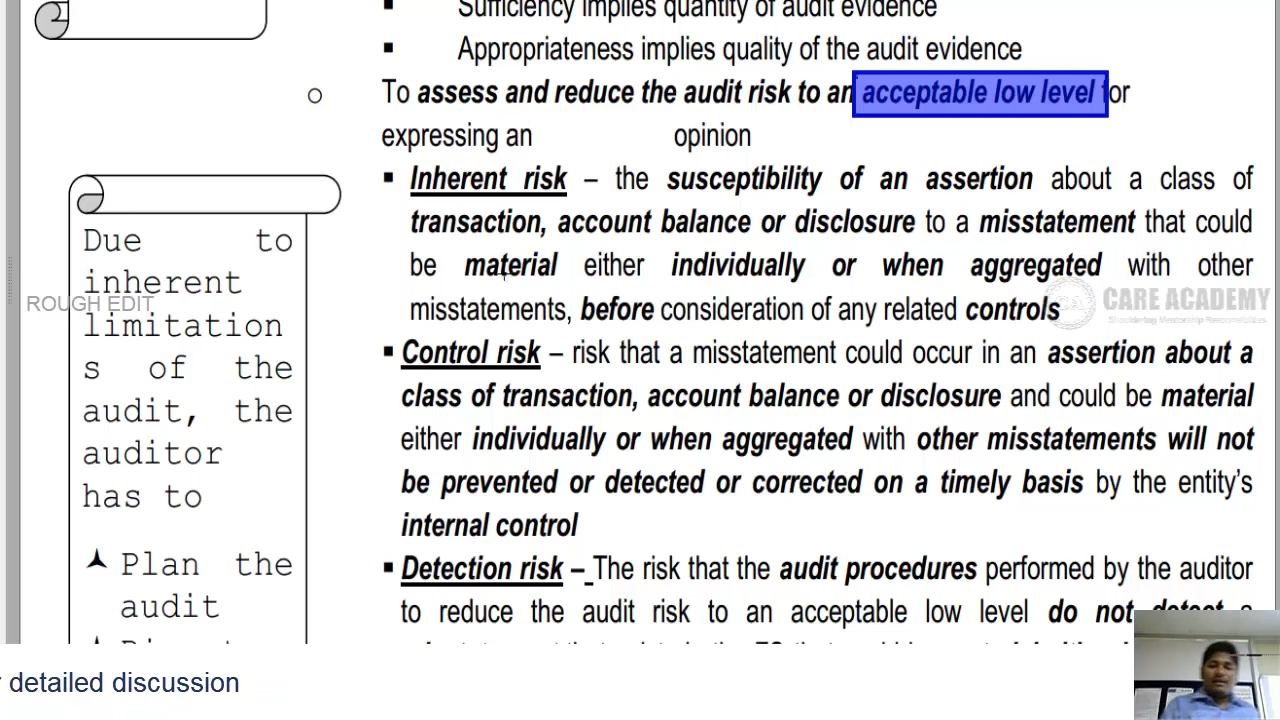 Sufficiency implies quantity of audit evidence
Appropriateness implies quality of the audit evidence
To assess and reduce the audit risk to an acceptable low level for
expressing an opinion
Inherent risk – the susceptibility of an assertion about a class of
transaction, account balance or disclosure to a misstatement that could
be material either individually or when aggregated with other
misstatements, before consideration of any related controls
Control risk – risk that a misstatement could occur in an assertion about a
class of transaction, account balance or disclosure and could be material
either individually or when aggregated with other misstatements will not
be prevented or detected or corrected on a timely basis by the entity's
internal control
Detection risk – The risk that the audit procedures performed by the auditor
to reduce the audit risk to an acceptable low level do not detect a
Due to
inherent
limitation
s of the
audit, the
auditor
has to
Plan the
audit
ROUGH EDIT
CARE ACADEMY
Shouldering Mentorship Responsibilities
detailed discussion